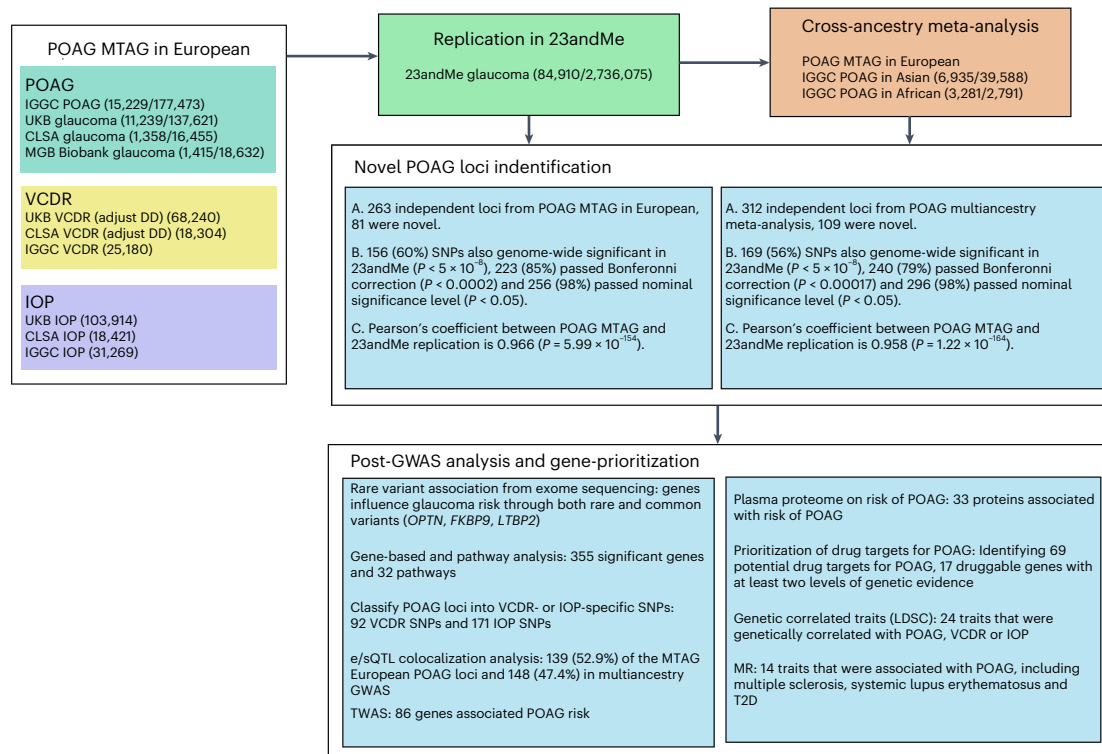 POAG MTAG in European
POAG
IGGC POAG (15,229/177,473)
UKB glaucoma (11,239/137,621)
CLSA glaucoma (1,358/16,455)
MGB Biobank glaucoma (1,415/18,632)
VCDR
UKB VCDR (adjust DD) (68,240)
CLSA VCDR (adjust DD) (18,304)
IGGC VCDR (25,180)
IOP
UKB IOP (103,914)
CLSA IOP (18,421)
IGGC IOP (31,269)
Replication in 23andMe
23andMe glaucoma (84,910/2,736,075)
Cross-ancestry meta-analysis
POAG MTAG in European
IGGC POAG in Asian (6,935/39,588)
IGGC POAG in African (3,281/2,791)
Novel POAG loci indentification
A. 263 independent loci from POAG MTAG in European,
81 were novel.
B. 156 (60%) SNPs also genome-wide significant in
23andMe (P < 5 × 10⁻⁸), 223 (85%) passed Bonferonni
correction (P < 0.0002) and 256 (98%) passed nominal
significance level (P < 0.05).
C. Pearson's coefficient between POAG MTAG and
23andMe replication is 0.966 (P = 5.99 × 10⁻¹⁵⁴).
A. 312 independent loci from POAG multiancestry
meta-analysis, 109 were novel.
B. 169 (56%) SNPs also genome-wide significant in
23andMe (P < 5 × 10⁻⁸), 240 (79%) passed Bonferonni
correction (P < 0.00017) and 296 (98%) passed nominal
significance level (P < 0.05).
C. Pearson's coefficient between POAG MTAG and
23andMe replication is 0.958 (P = 1.22 × 10⁻¹⁶⁴).
Post-GWAS analysis and gene-prioritization
Rare variant association from exome sequencing: genes
influence glaucoma risk through both rare and common
variants (OPTN, FKBP9, LTBP2)
Gene-based and pathway analysis: 355 significant genes
and 32 pathways
Classify POAG loci into VCDR- or IOP-specific SNPs:
92 VCDR SNPs and 171 IOP SNPs
e/sQTL colocalization analysis: 139 (52.9%) of the MTAG
European POAG loci and 148 (47.4%) in multiancestry
GWAS
TWAS: 86 genes associated POAG risk
Plasma proteome on risk of POAG: 33 proteins associated
with risk of POAG
Prioritization of drug targets for POAG: Identifying 69
potential drug targets for POAG, 17 druggable genes with
at least two levels of genetic evidence
Genetic correlated traits (LDSC): 24 traits that were
genetically correlated with POAG, VCDR or IOP
MR: 14 traits that were associated with POAG, including
multiple sclerosis, systemic lupus erythematosus and
T2D